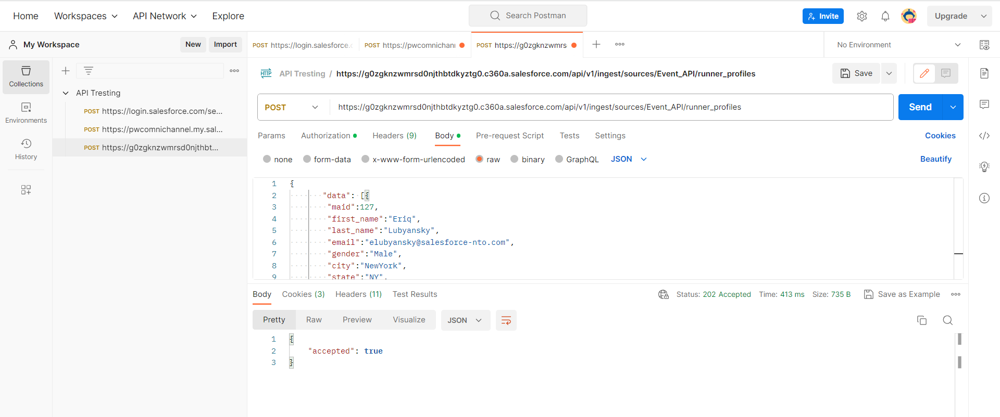 Home Workspaces API Network Explore Search Postman Invite Upgrade
My Workspace New Import POST https://login.salesforce.c POST https://pwcomnichann POST https://g0zgknzwmrs No Environment
Collections
Environments
History
API Tresting
POST https://login.salesforce.com/se...
POST https://pwcomnichannel.my.sal...
POST https://g0zgknzwmrsd0njthbt...
HTTP API Tresting / https://g0zgknzwmrsd0njthbtdkyztg0.c360a.salesforce.com/api/v1/ingest/sources/Event_API/runner_profiles Save
POST https://g0zgknzwmrsd0njthbtdkyztg0.c360a.salesforce.com/api/v1/ingest/sources/Event_API/runner_profiles Send
Params Authorization Headers (9) Body Pre-request Script Tests Settings Cookies
none form-data x-www-form-urlencoded raw binary GraphQL JSON Beautify
1 {
2 "data": [{
3 "maid":127,
4 "first_name":"Eriq",
5 "last_name":"Lubyansky",
6 "email":"elubyansky@salesforce-nto.com",
7 "gender":"Male",
8 "city":"NewYork",
9 "state":"NY",
Body Cookies (3) Headers (11) Test Results Status: 202 Accepted Time: 413 ms Size: 735 B Save as Example
Pretty Raw Preview Visualize JSON
1 {
2 "accepted": true
3 }